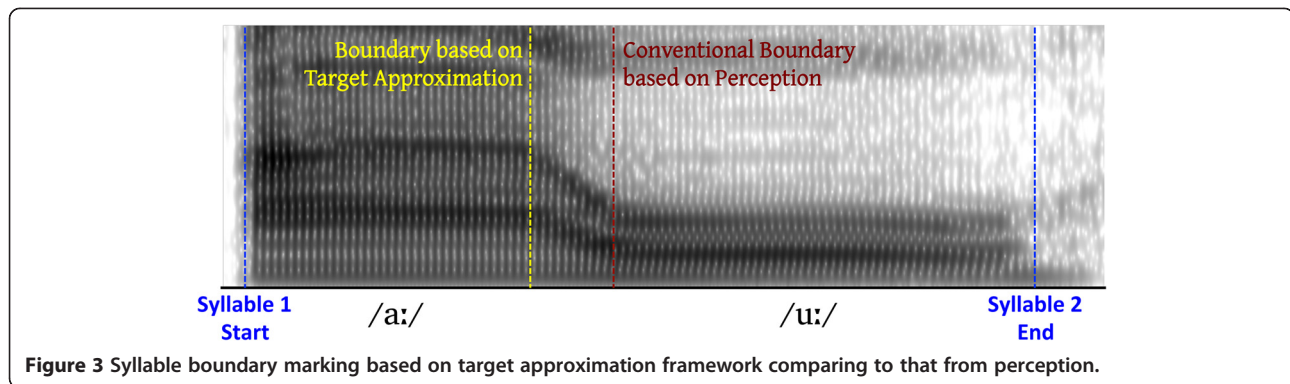 Boundary based on
Target Approximation
Conventional Boundary
based on Perception
Syllable 1
Start
/aː/
/uː/
Syllable 2
End
Figure 3 Syllable boundary marking based on target approximation framework comparing to that from perception.